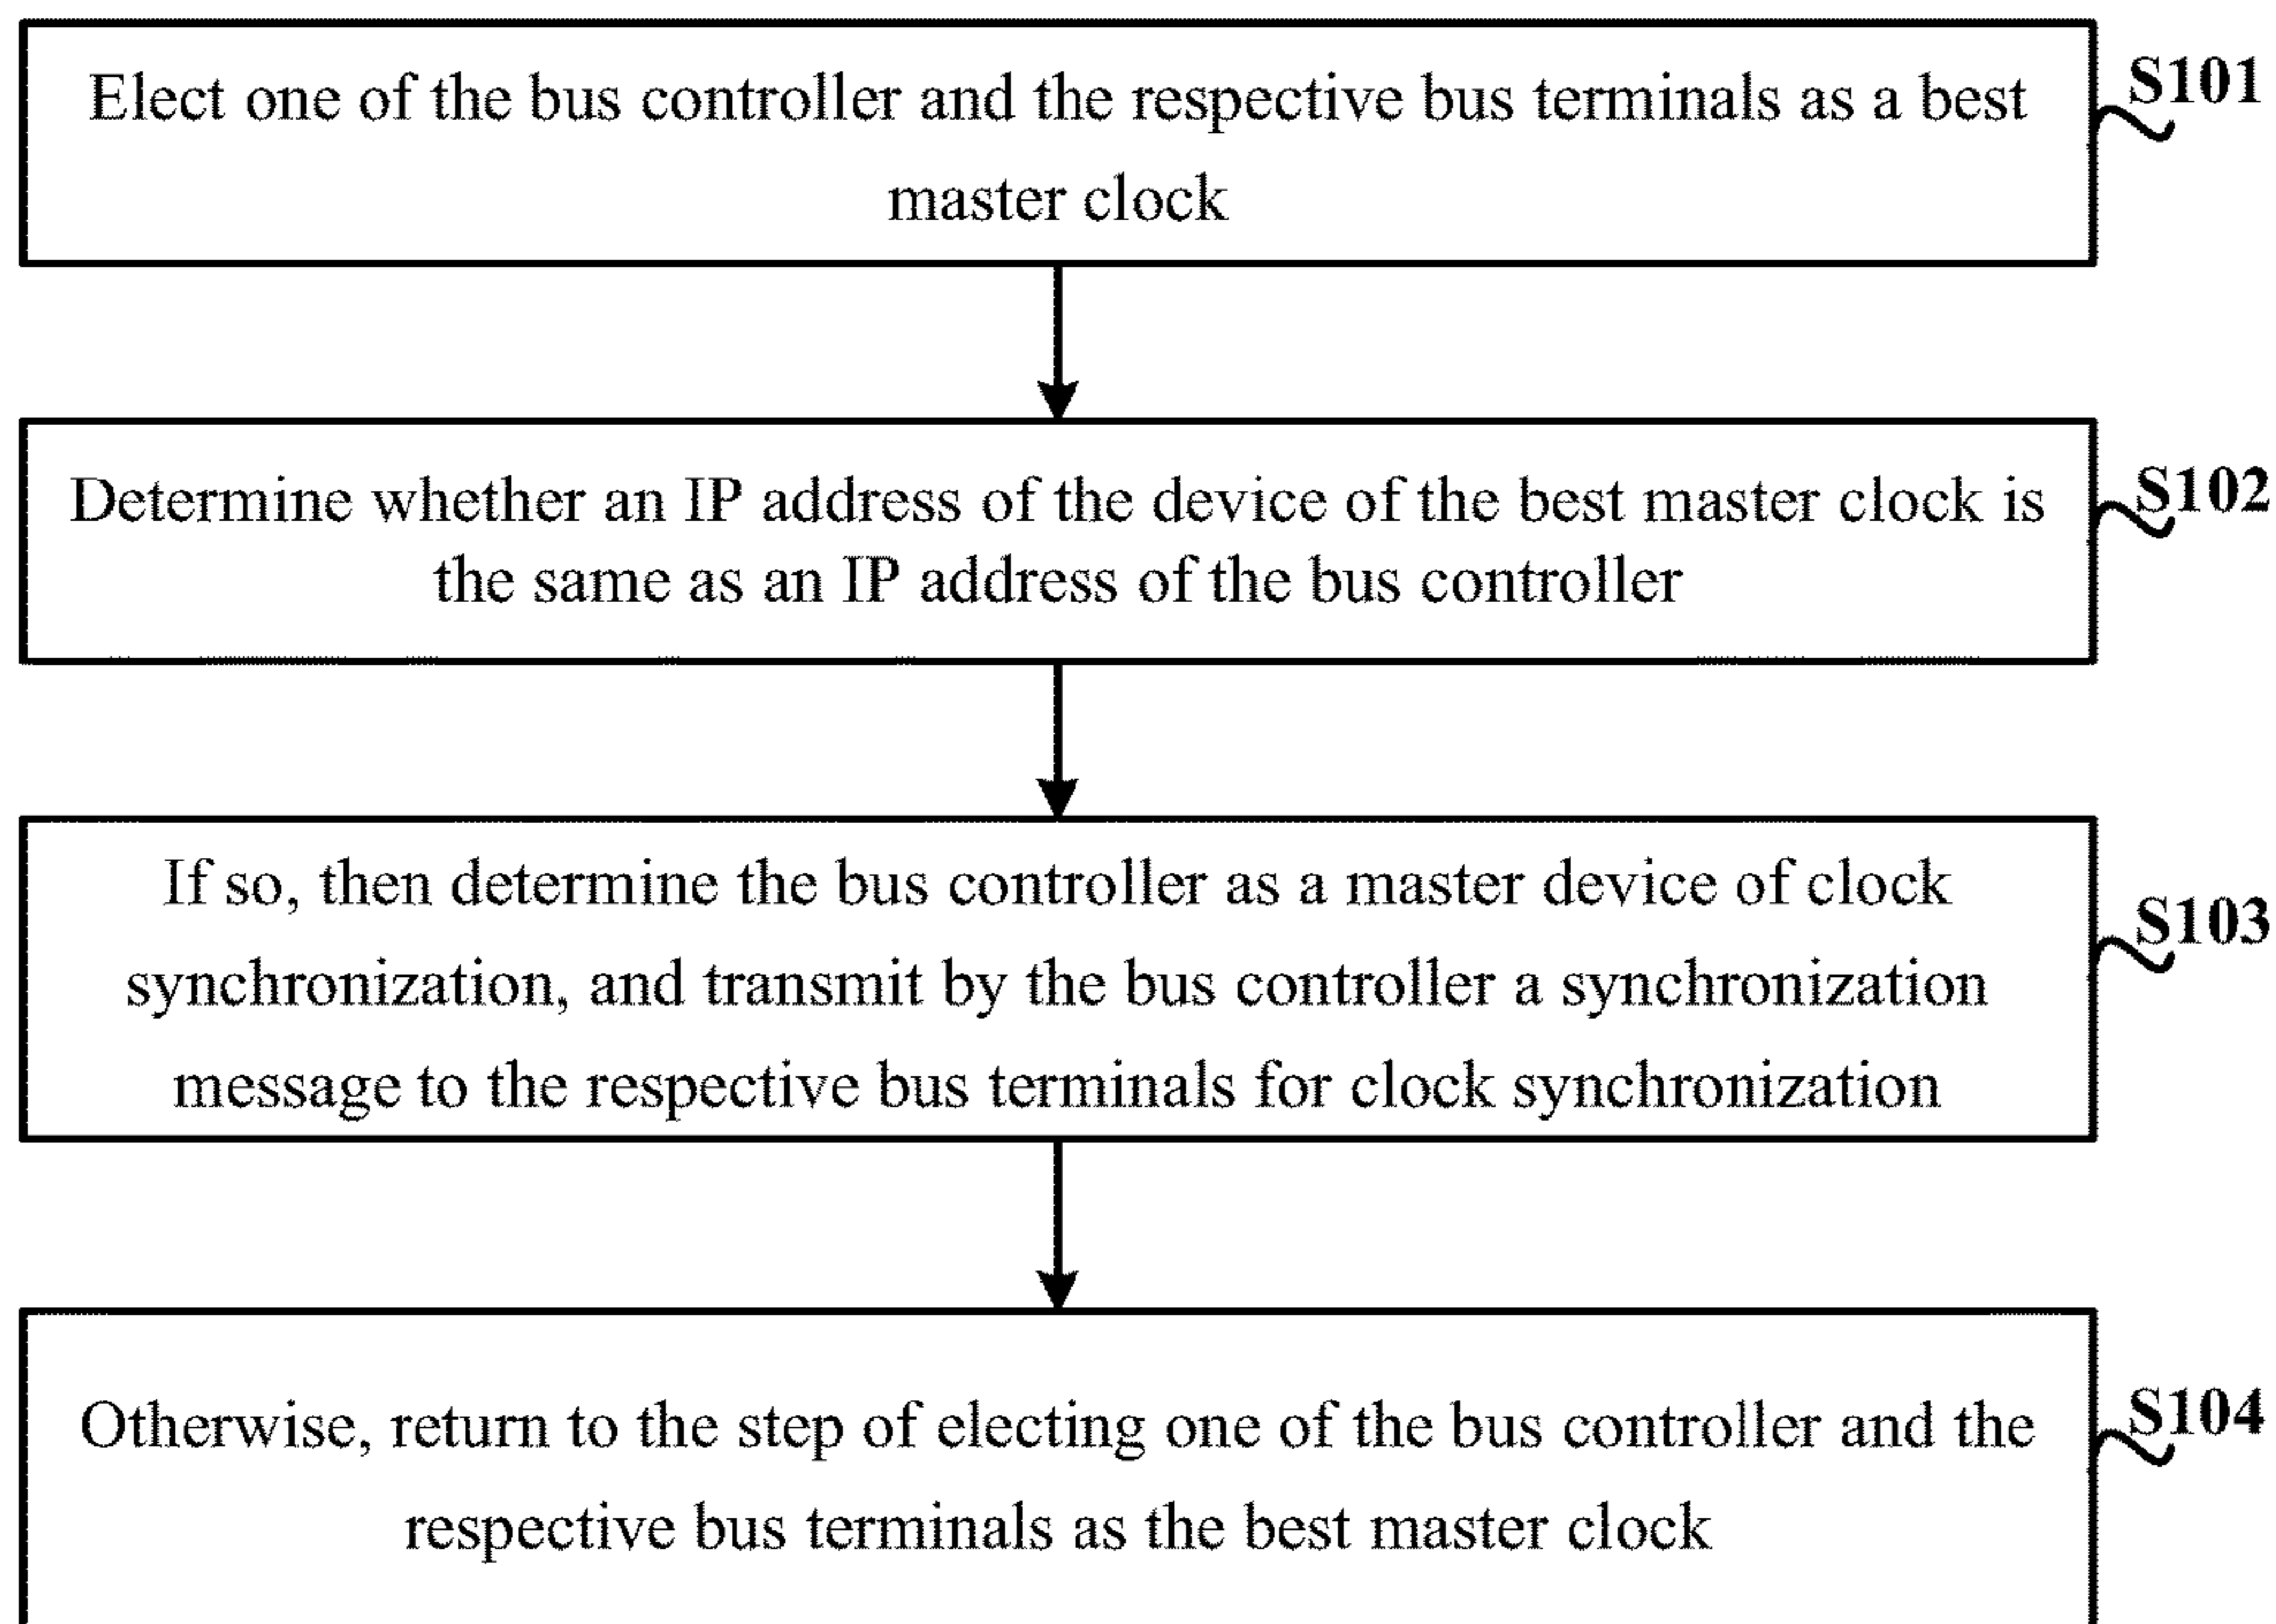 Elect one of the bus controller and the respective bus terminals as a best
master clock
S101
Determine whether an IP address of the device of the best master clock is
the same as an IP address of the bus controller
S102
If so, then determine the bus controller as a master device of clock
synchronization, and transmit by the bus controller a synchronization
message to the respective bus terminals for clock synchronization
S103
Otherwise, return to the step of electing one of the bus controller and the
respective bus terminals as the best master clock
S104